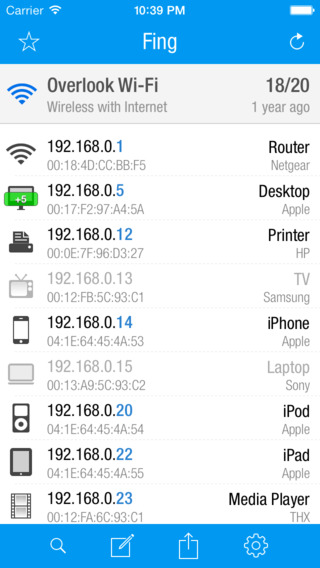 Carrier 10:39 PM
Fing
Overlook Wi-Fi 18/20
Wireless with Internet 1 year ago
192.168.0.1 Router
00:18:4D:CC:BB:F5 Netgear
192.168.0.5 Desktop
+5
00:17:F2:97:A4:5A Apple
192.168.0.12 Printer
00:0E:7F:96:D3:27 HP
192.168.0.13 TV
00:12:FB:5C:93:C1 Samsung
192.168.0.14 iPhone
04:1E:64:45:4A:53 Apple
192.168.0.15 Laptop
00:13:A9:5C:93:C2 Sony
192.168.0.20 iPod
04:1E:64:45:4A:54 Apple
192.168.0.22 iPad
04:1E:64:45:4A:55 Apple
192.168.0.23 Media Player
00:12:FA:6C:93:C1 THX